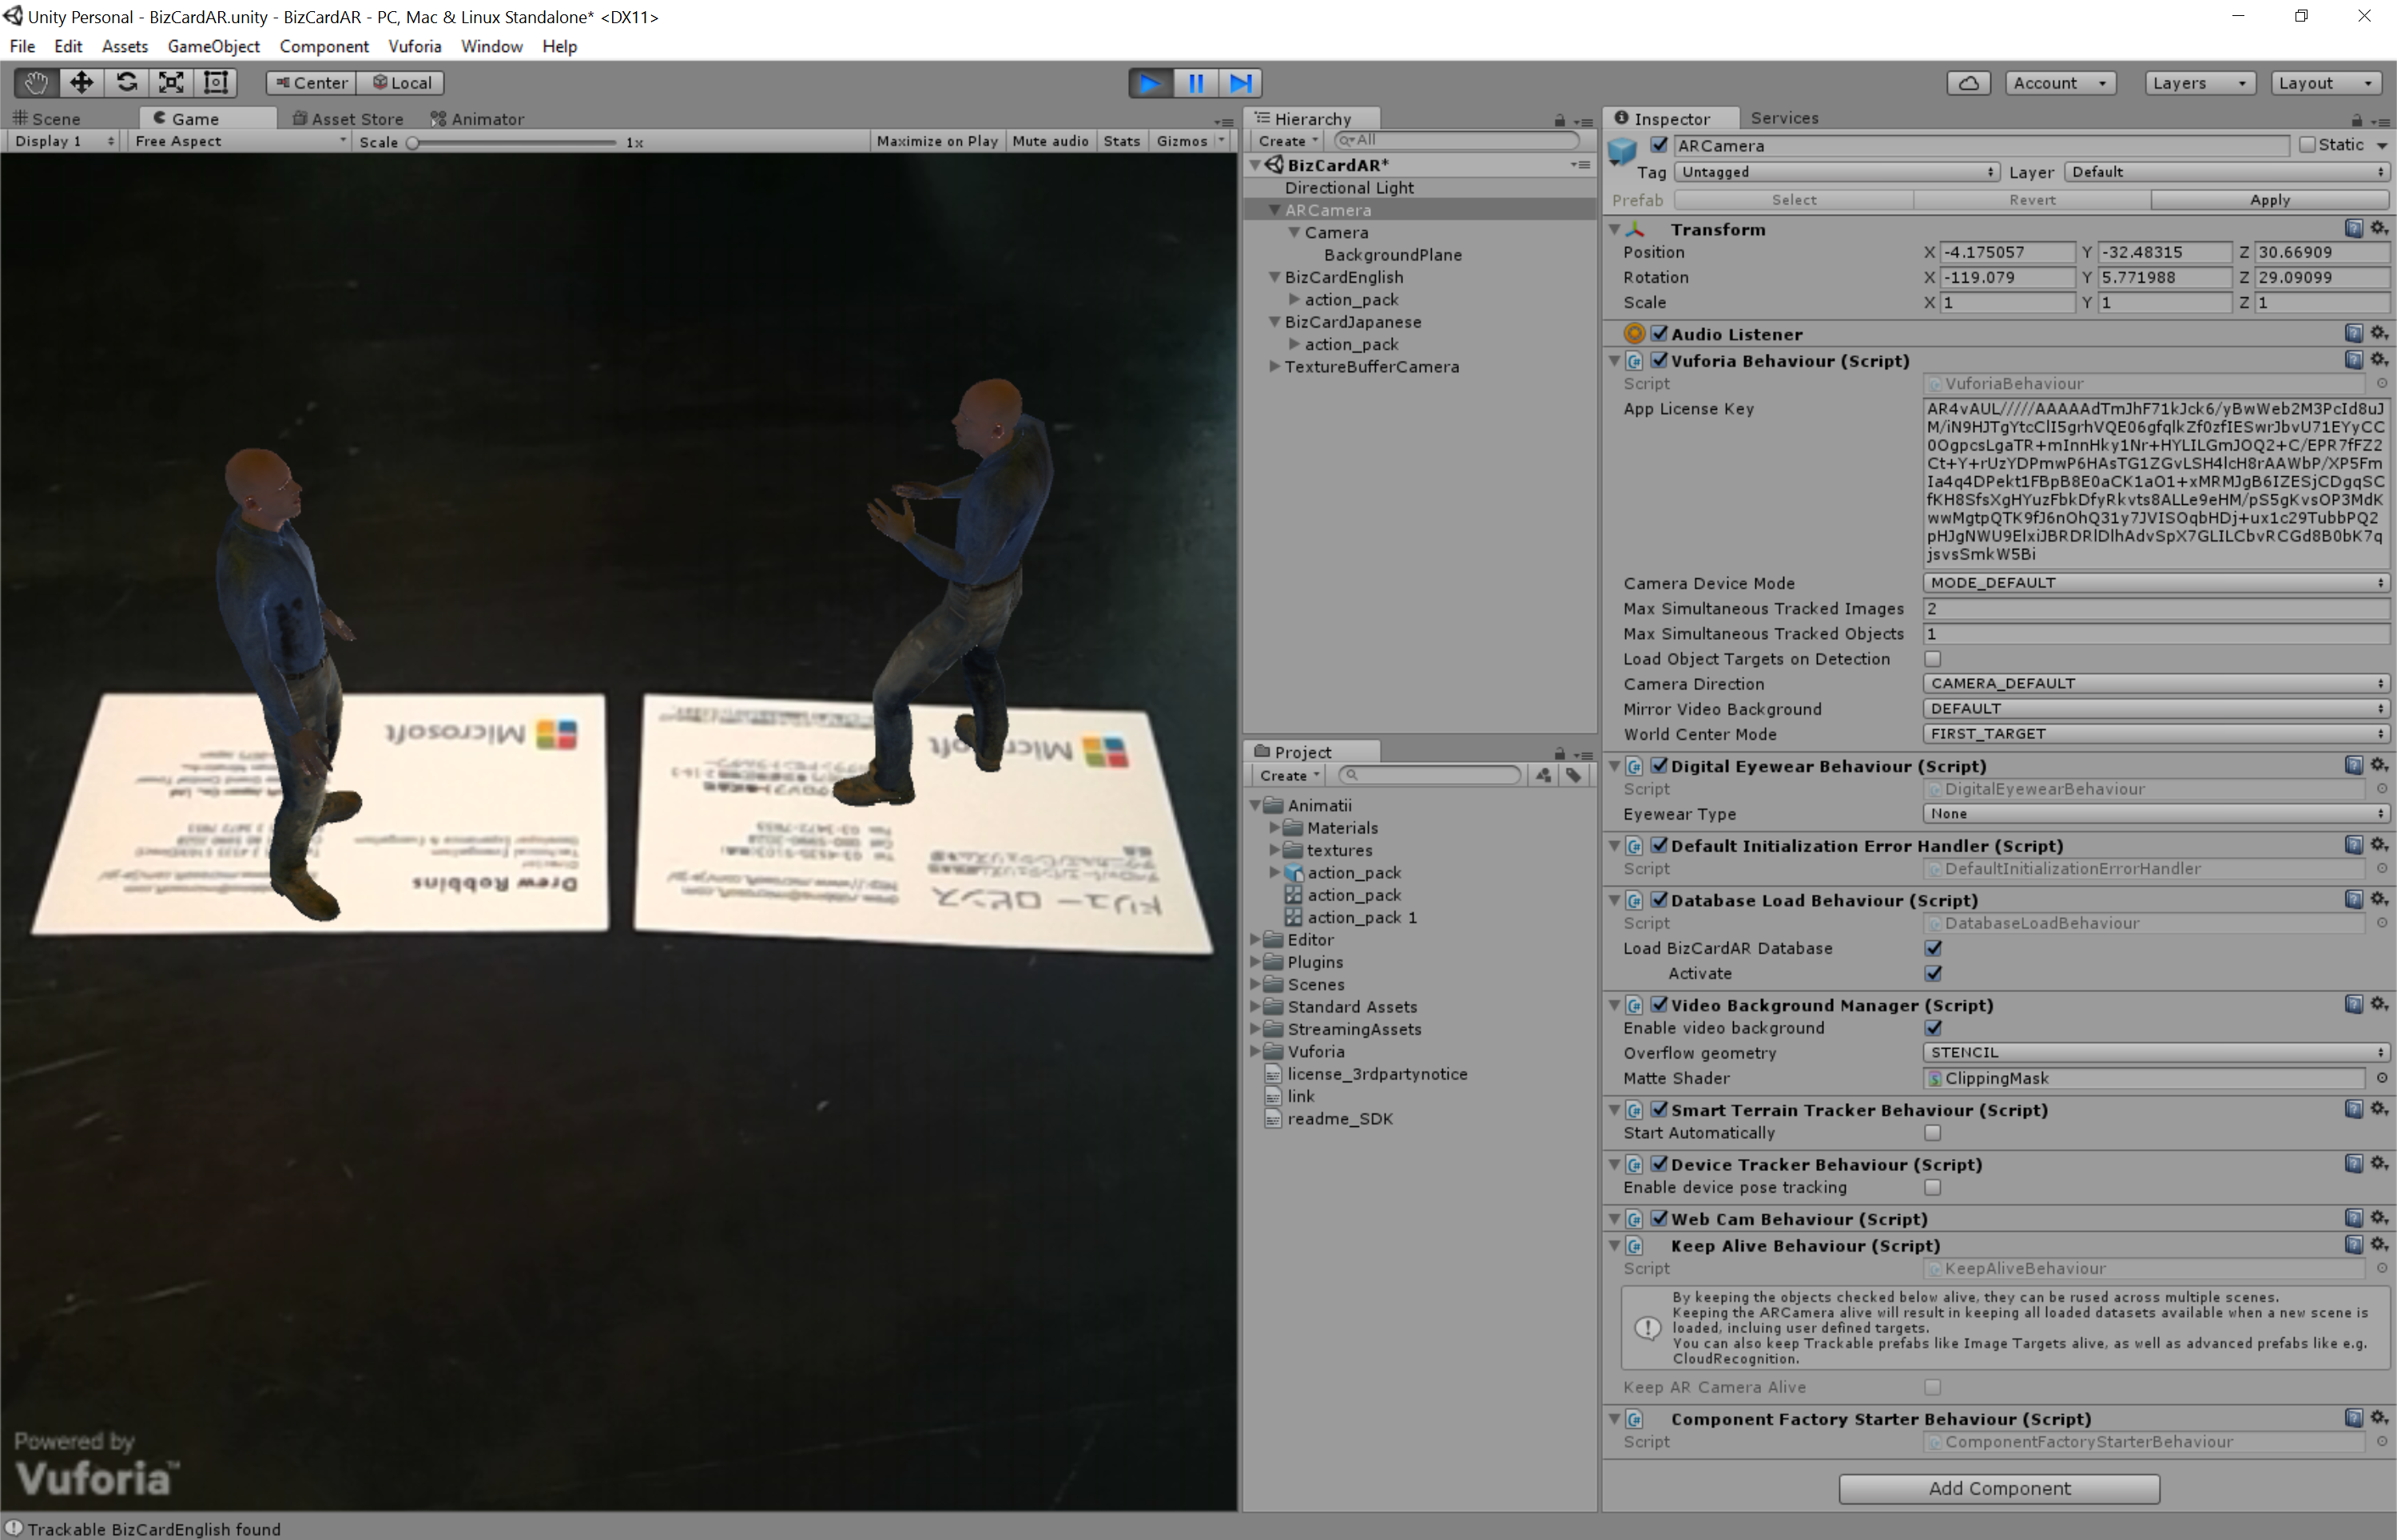 Unity Personal - BizCardAR.unity - BizCardAR - PC, Mac & Linux Standalone* <DX11>
File Edit Assets GameObject Component Vuforia Window Help
Center Local
Account Layers Layout
Scene Game Asset Store Animator
Display 1 Free Aspect Scale 1x Maximize on Play Mute audio Stats Gizmos
Microsoft
Drew Robbins
Microsoft
ドリュー ロビンス
Powered by
Vuforia™
Trackable BizCardEnglish found
Hierarchy
Create All
BizCardAR*
Directional Light
ARCamera
Camera
BackgroundPlane
BizCardEnglish
action_pack
BizCardJapanese
action_pack
TextureBufferCamera
Project
Create
Animatii
Materials
textures
action_pack
action_pack
action_pack 1
Editor
Plugins
Scenes
Standard Assets
StreamingAssets
Vuforia
license_3rdpartynotice
link
readme_SDK
Inspector Services
ARCamera Static
Tag Untagged Layer Default
Prefab Select Revert Apply
Transform
Position X -4.175057 Y -32.48315 Z 30.66909
Rotation X -119.079 Y 5.771988 Z 29.09099
Scale X 1 Y 1 Z 1
Audio Listener
Vuforia Behaviour (Script)
Script VuforiaBehaviour
App License Key
Camera Device Mode MODE_DEFAULT
Max Simultaneous Tracked Images 2
Max Simultaneous Tracked Objects 1
Load Object Targets on Detection
Camera Direction CAMERA_DEFAULT
Mirror Video Background DEFAULT
World Center Mode FIRST_TARGET
Digital Eyewear Behaviour (Script)
Script DigitalEyewearBehaviour
Eyewear Type None
Default Initialization Error Handler (Script)
Script DefaultInitializationErrorHandler
Database Load Behaviour (Script)
Script DatabaseLoadBehaviour
Load BizCardAR Database
Activate
Video Background Manager (Script)
Enable video background
Overflow geometry STENCIL
Matte Shader ClippingMask
Smart Terrain Tracker Behaviour (Script)
Start Automatically
Device Tracker Behaviour (Script)
Enable device pose tracking
Web Cam Behaviour (Script)
Keep Alive Behaviour (Script)
Script KeepAliveBehaviour
By keeping the objects checked below alive, they can be rused across multiple scenes.
Keeping the ARCamera alive will result in keeping all loaded datasets available when a new scene is
loaded, incluing user defined targets.
You can also keep Trackable prefabs like Image Targets alive, as well as advanced prefabs like e.g.
CloudRecognition.
Keep AR Camera Alive
Component Factory Starter Behaviour (Script)
Script ComponentFactoryStarterBehaviour
Add Component